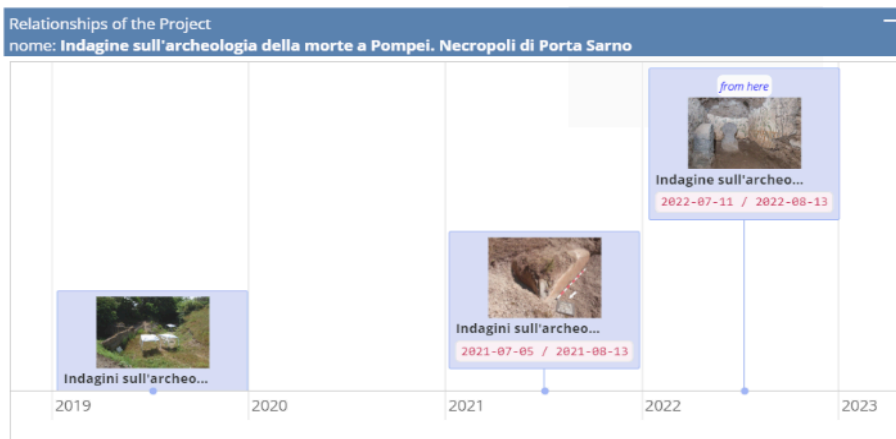 Relationships of the Project
nome: Indagine sull'archeologia della morte a Pompei. Necropoli di Porta Sarno
from here
Indagine sull'archeo...
2022-07-11 / 2022-08-13
Indagini sull'archeo...
2021-07-05 / 2021-08-13
Indagini sull'archeo...
2019 2020 2021 2022 2023